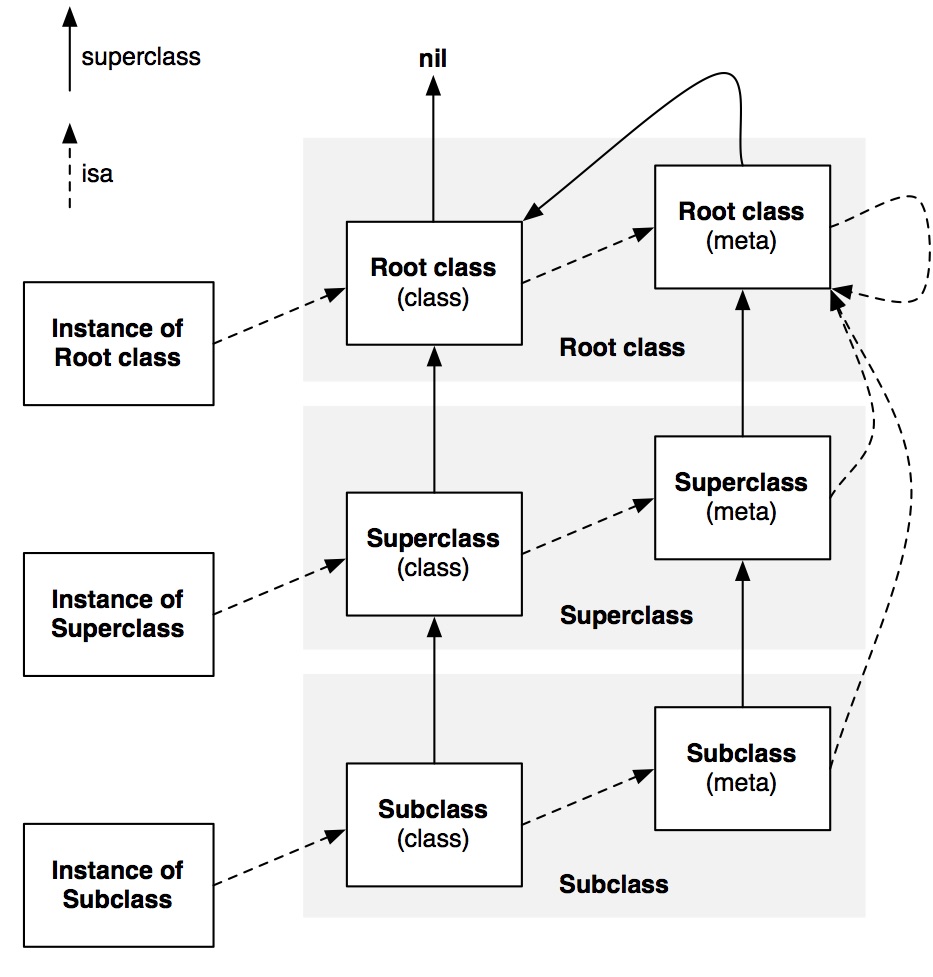 superclass
isa
nil
Root class
(meta)
Root class
(class)
Root class
Instance of
Root class
Superclass
(meta)
Superclass
(class)
Superclass
Instance of
Superclass
Subclass
(meta)
Subclass
(class)
Subclass
Instance of
Subclass